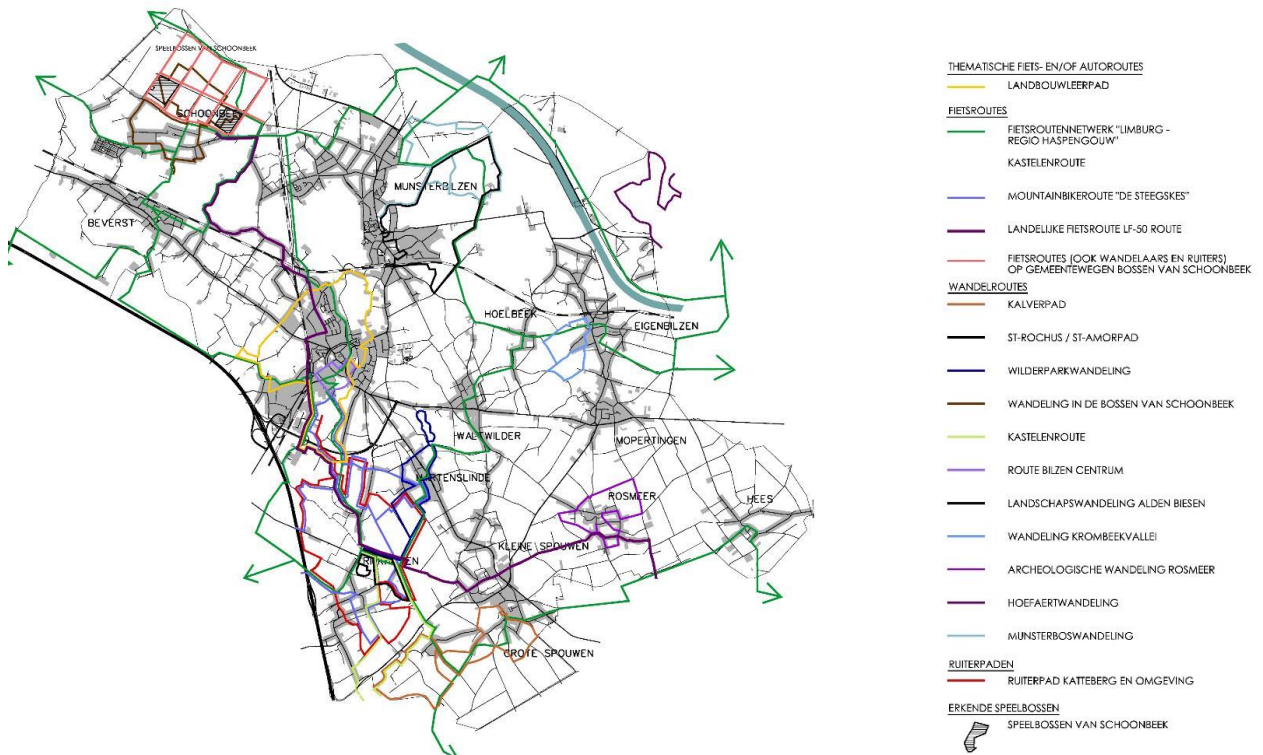 SPEELBOSSEN VAN SCHOONBEEK
SCHOONBEE
MUNSTERBILZEN
BEVERST
HOELBEEK
EIGENBILZEN
WALTWILDER
MOPERTINGEN
ROSMEER
HEES
KLEINE SPOUWEN
GROTE SPOUWEN
THEMATISCHE FIETS- EN/OF AUTOROUTES
LANDBOUWLEERPAD
FIETSROUTES
FIETSROUTENNETWERK "LIMBURG -
REGIO HASPENGOUW"
KASTELENROUTE
MOUNTAINBIKEROUTE "DE STEEGSKES"
LANDELIJKE FIETSROUTE LF-50 ROUTE
FIETSROUTES (OOK WANDELAARS EN RUITERS)
OP GEMEENTEWEGEN BOSSEN VAN SCHOONBEEK
WANDELROUTES
KALVERPAD
ST-ROCHUS / ST-AMORPAD
WILDERPARKWANDELING
WANDELING IN DE BOSSEN VAN SCHOONBEEK
KASTELENROUTE
ROUTE BILZEN CENTRUM
LANDSCHAPSWANDELING ALDEN BIESEN
WANDELING KROMBEEKVALLEI
ARCHEOLOGISCHE WANDELING ROSMEER
HOEFAERTWANDELING
MUNSTERBOSWANDELING
RUITERPADEN
RUITERPAD KATTEBERG EN OMGEVING
ERKENDE SPEELBOSSEN
SPEELBOSSEN VAN SCHOONBEEK